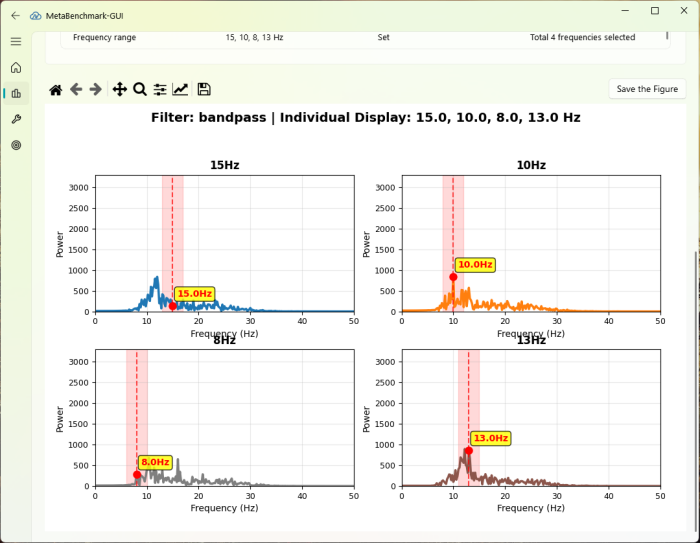 MetaBenchmark-GUI
Frequency range 15, 10, 8, 13 Hz Set Total 4 frequencies selected
Save the Figure
Filter: bandpass | Individual Display: 15.0, 10.0, 8.0, 13.0 Hz
15Hz
3000
2500
2000
1500
1000
500
0
Power
15.0Hz
0 10 20 30 40 50
Frequency (Hz)
10Hz
3000
2500
2000
1500
1000
500
0
Power
10.0Hz
0 10 20 30 40 50
Frequency (Hz)
8Hz
3000
2500
2000
1500
1000
500
0
Power
8.0Hz
0 10 20 30 40 50
Frequency (Hz)
13Hz
3000
2500
2000
1500
1000
500
0
Power
13.0Hz
0 10 20 30 40 50
Frequency (Hz)